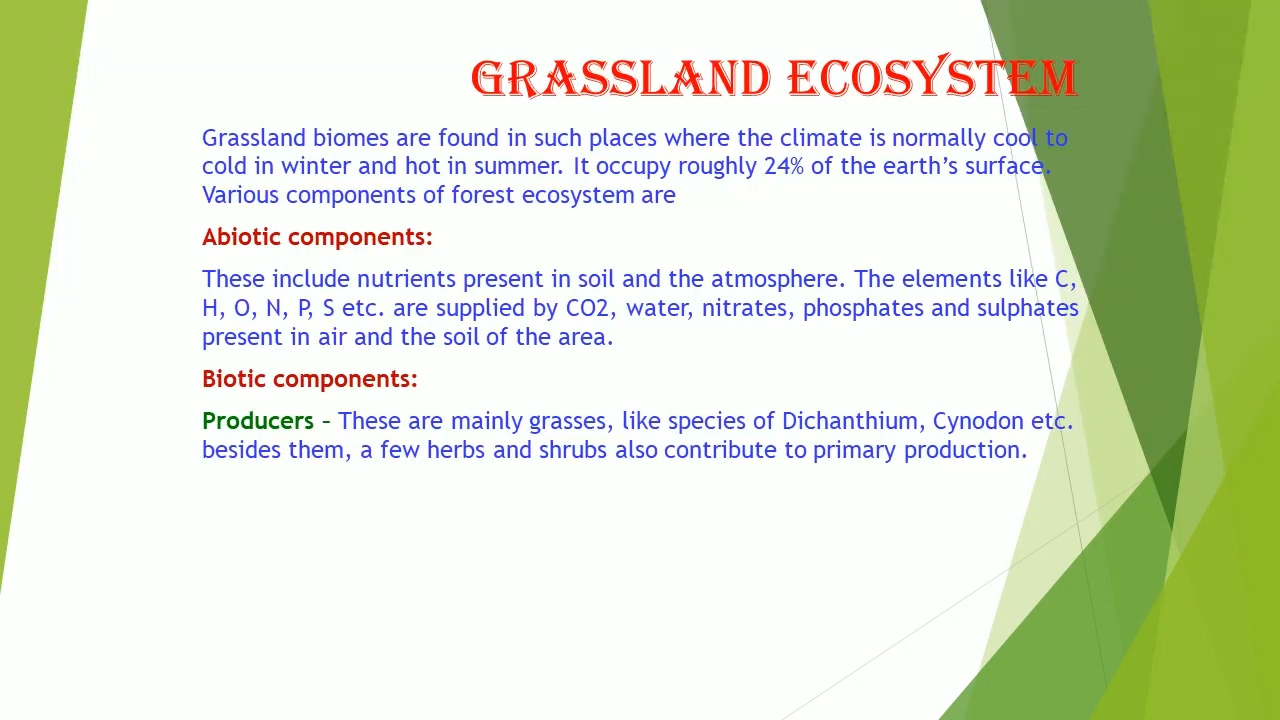 GRASSLAND ECOSYSTEM
Grassland biomes are found in such places where the climate is normally cool to
cold in winter and hot in summer. It occupy roughly 24% of the earth’s surface.
Various components of forest ecosystem are
Abiotic components:
These include nutrients present in soil and the atmosphere. The elements like C,
H, O, N, P, S etc. are supplied by CO2, water, nitrates, phosphates and sulphates
present in air and the soil of the area.
Biotic components:
Producers – These are mainly grasses, like species of Dichanthium, Cynodon etc.
besides them, a few herbs and shrubs also contribute to primary production.